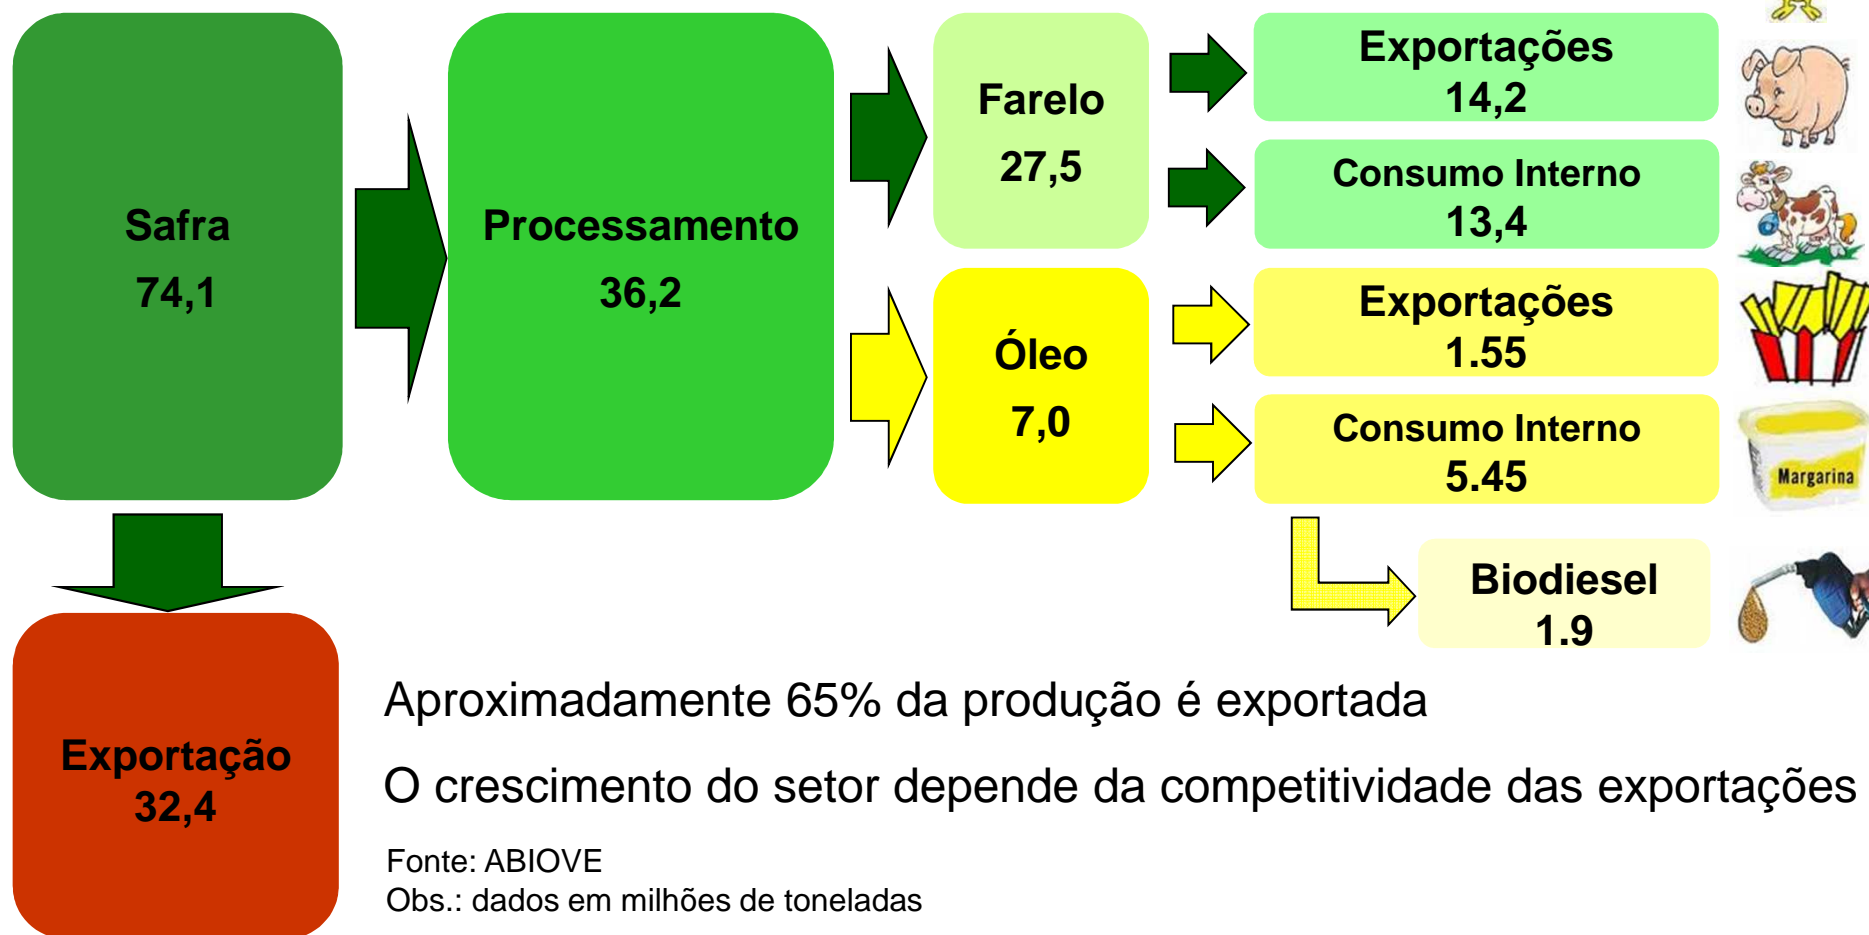 Safra
74,1
Processamento
36,2
Farelo
27,5
Exportações
14,2
Consumo Interno
13,4
Óleo
7,0
Exportações
1.55
Consumo Interno
5.45
Margarina
Biodiesel
1.9
Exportação
32,4
Aproximadamente 65% da produção é exportada
O crescimento do setor depende da competitividade das exportações
Fonte: ABIOVE
Obs.: dados em milhões de toneladas